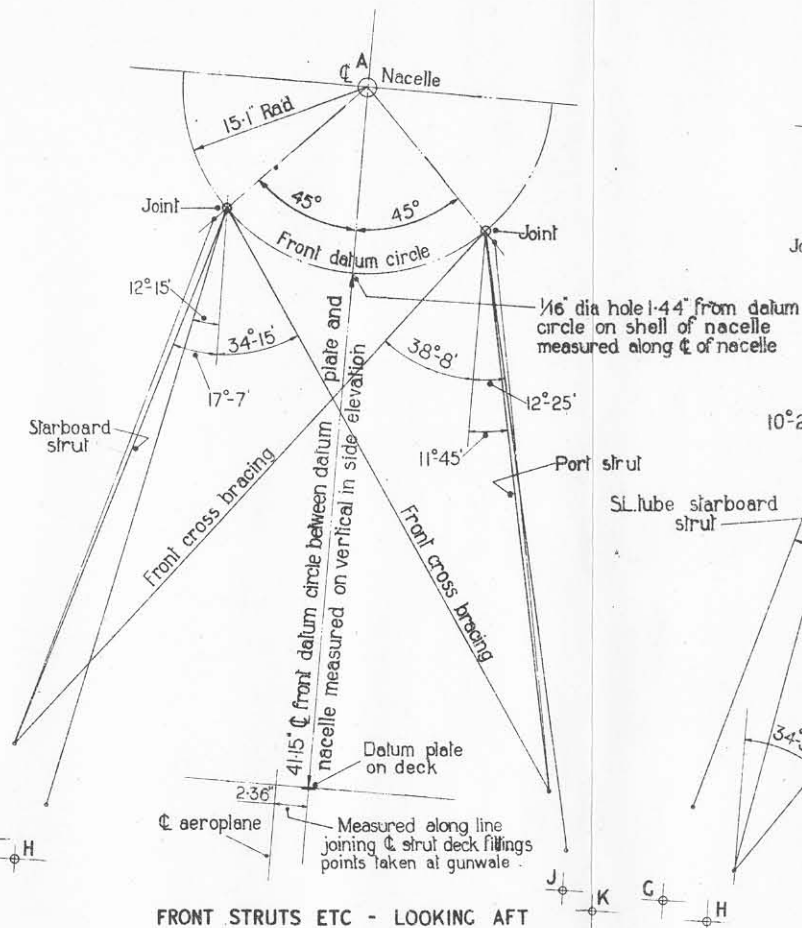 A
℄ Nacelle
15·1" Rad
45°
45°
Joint
Joint
Front datum circle
1/16" dia hole 1·44" from datum
circle on shell of nacelle
measured along ℄ of nacelle
12°-15'
34°-15'
17°-7'
38°-8'
12°-25'
11°-45'
Starboard
strut
Port strut
Front cross bracing
Front cross bracing
41·15" ℄ front datum circle between datum plate and
nacelle measured on vertical in side elevation
Datum plate
on deck
2·36"
℄ aeroplane
Measured along line
joining ℄ strut deck fittings
points taken at gunwale
H
J
K
FRONT STRUTS ETC - LOOKING AFT
S.L. tube starboard
strut
G
H